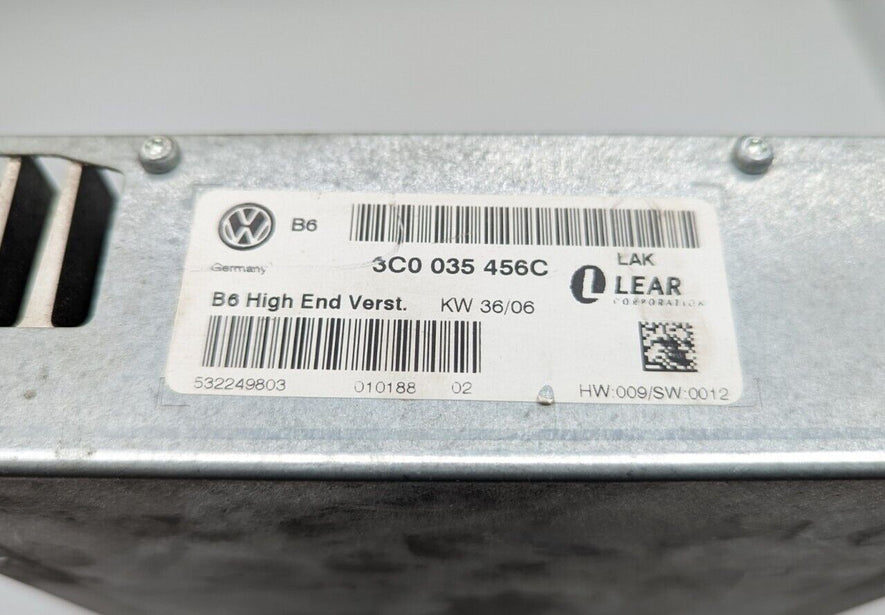 B6
3C0 035 456C
LAK
Germany
LEAR
CORPORATION
B6 High End Verst. KW 36/06
532249803 010188 02
HW:009/SW:0012